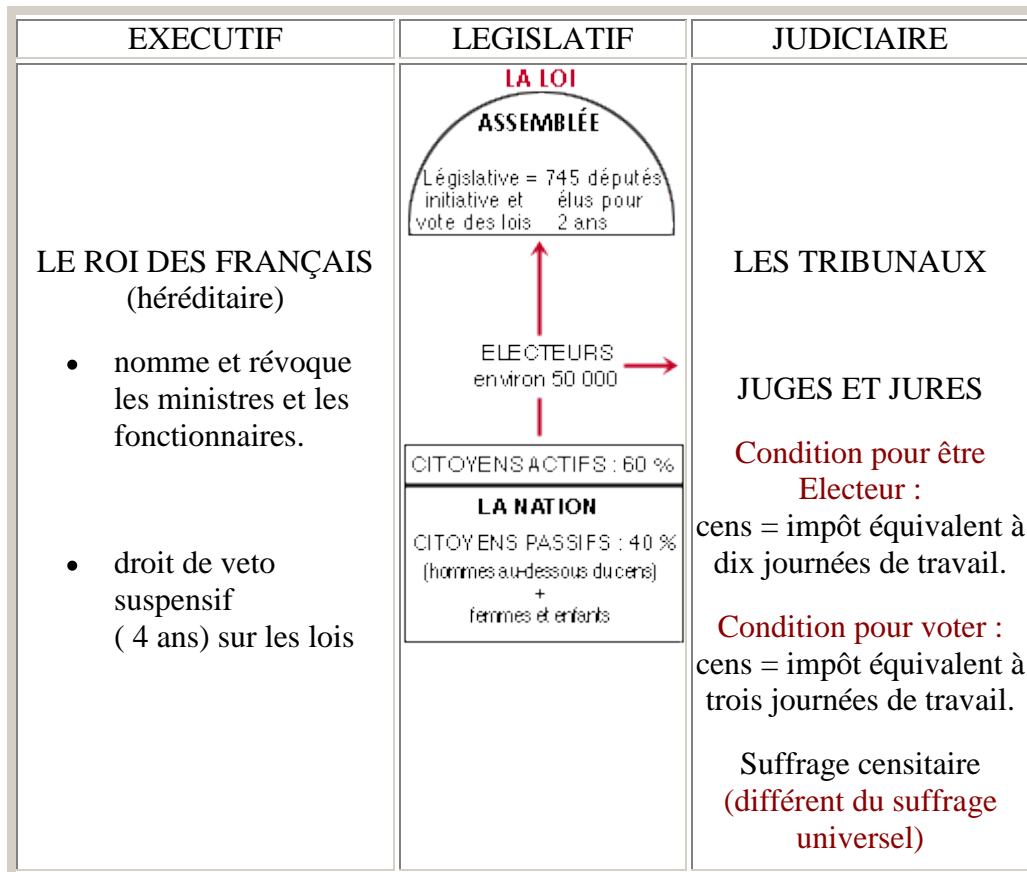 EXECUTIF
LEGISLATIF
JUDICIAIRE
LE ROI DES FRANÇAIS
(héréditaire)
• nomme et révoque
les ministres et les
fonctionnaires.
• droit de veto
suspensif
( 4 ans) sur les lois
LA LOI
ASSEMBLÉE
Législative = 745 députés
initiative et élus pour
vote des lois 2 ans
ELECTEURS
environ 50 000
CITOYENS ACTIFS : 60 %
LA NATION
CITOYENS PASSIFS : 40 %
(hommes au-dessous du cens)
+
femmes et enfants
LES TRIBUNAUX
JUGES ET JURES
Condition pour être
Electeur :
cens = impôt équivalent à
dix journées de travail.
Condition pour voter :
cens = impôt équivalent à
trois journées de travail.
Suffrage censitaire
(différent du suffrage
universel)